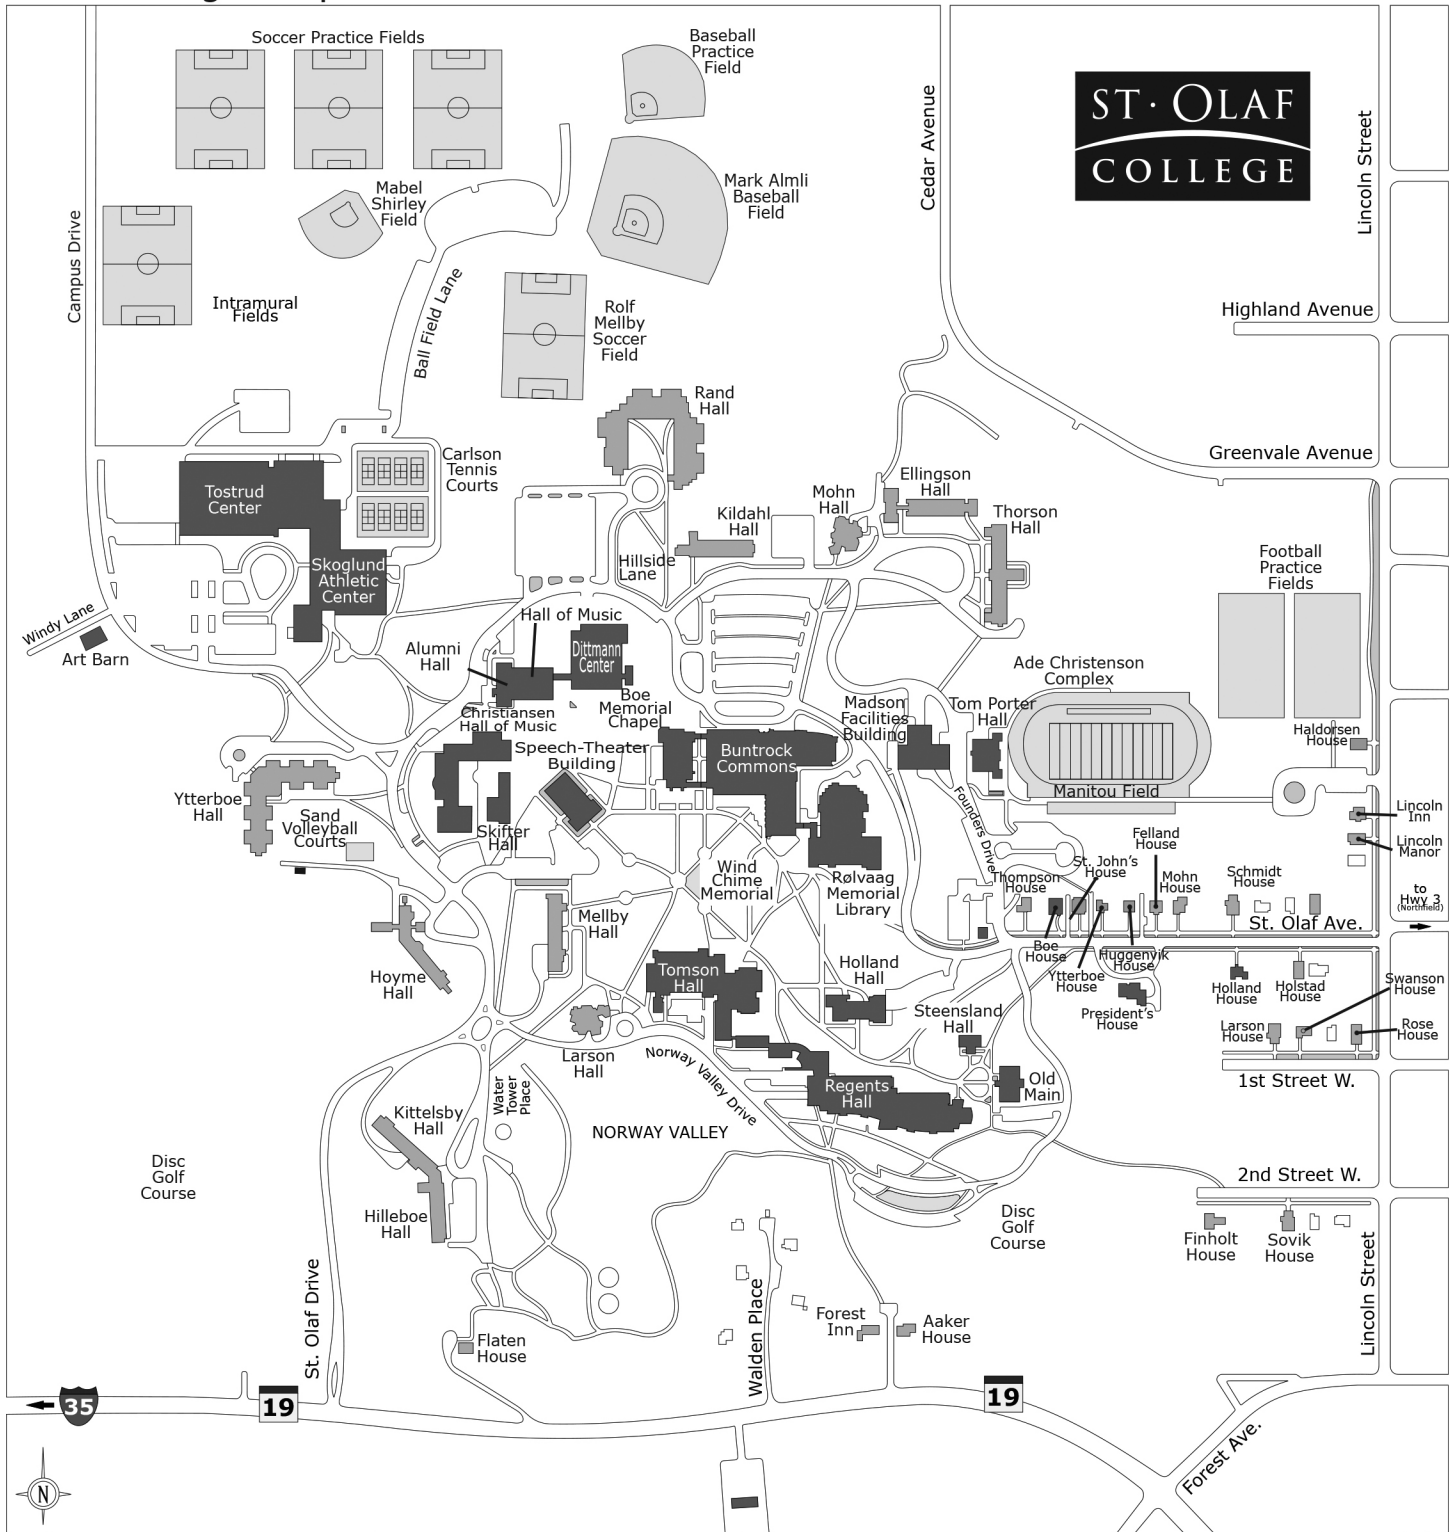 Soccer Practice Fields
Baseball
Practice
Field
ST · OLAF
COLLEGE
Cedar Avenue
Lincoln Street
Campus Drive
Mabel
Shirley
Field
Mark Almli
Baseball
Field
Intramural
Fields
Ball Field Lane
Rolf
Mellby
Soccer
Field
Highland Avenue
Rand
Hall
Greenvale Avenue
Carlson
Tennis
Courts
Tostrud
Center
Ellingson
Hall
Mohn
Hall
Thorson
Hall
Kildahl
Hall
Hillside
Lane
Football
Practice
Fields
Skoglund
Athletic
Center
Windy Lane
Art Barn
Hall of Music
Alumni
Hall
Dittmann
Center
Christiansen
Hall of Music
Boe
Memorial
Chapel
Ade Christenson
Complex
Madson
Facilities
Building
Tom Porter
Hall
Haldorsen
House
Speech-Theater
Building
Buntrock
Commons
Manitou Field
Founders Drive
Ytterboe
Hall
Sand
Volleyball
Courts
Skifter
Hall
Lincoln
Inn
Lincoln
Manor
Felland
House
St. John's
House
Thompson
House
Mohn
House
Schmidt
House
Wind
Chime
Memorial
Rølvaag
Memorial
Library
to
Hwy 3
(Northfield)
St. Olaf Ave.
Mellby
Hall
Boe
House
Ytterboe
House
Huggenvik
House
Hoyme
Hall
Tomson
Hall
Holland
Hall
Holland
House
Holstad
House
Swanson
House
President's
House
Steensland
Hall
Larson
House
Rose
House
Larson
Hall
Norway Valley Drive
Water
Tower
Place
Regents
Hall
Old
Main
1st Street W.
Kittelsby
Hall
NORWAY VALLEY
Disc
Golf
Course
Hilleboe
Hall
Disc
Golf
Course
2nd Street W.
Finholt
House
Sovik
House
St. Olaf Drive
Walden Place
Lincoln Street
Forest
Inn
Aaker
House
Flaten
House
35
19
19
Forest Ave.
N